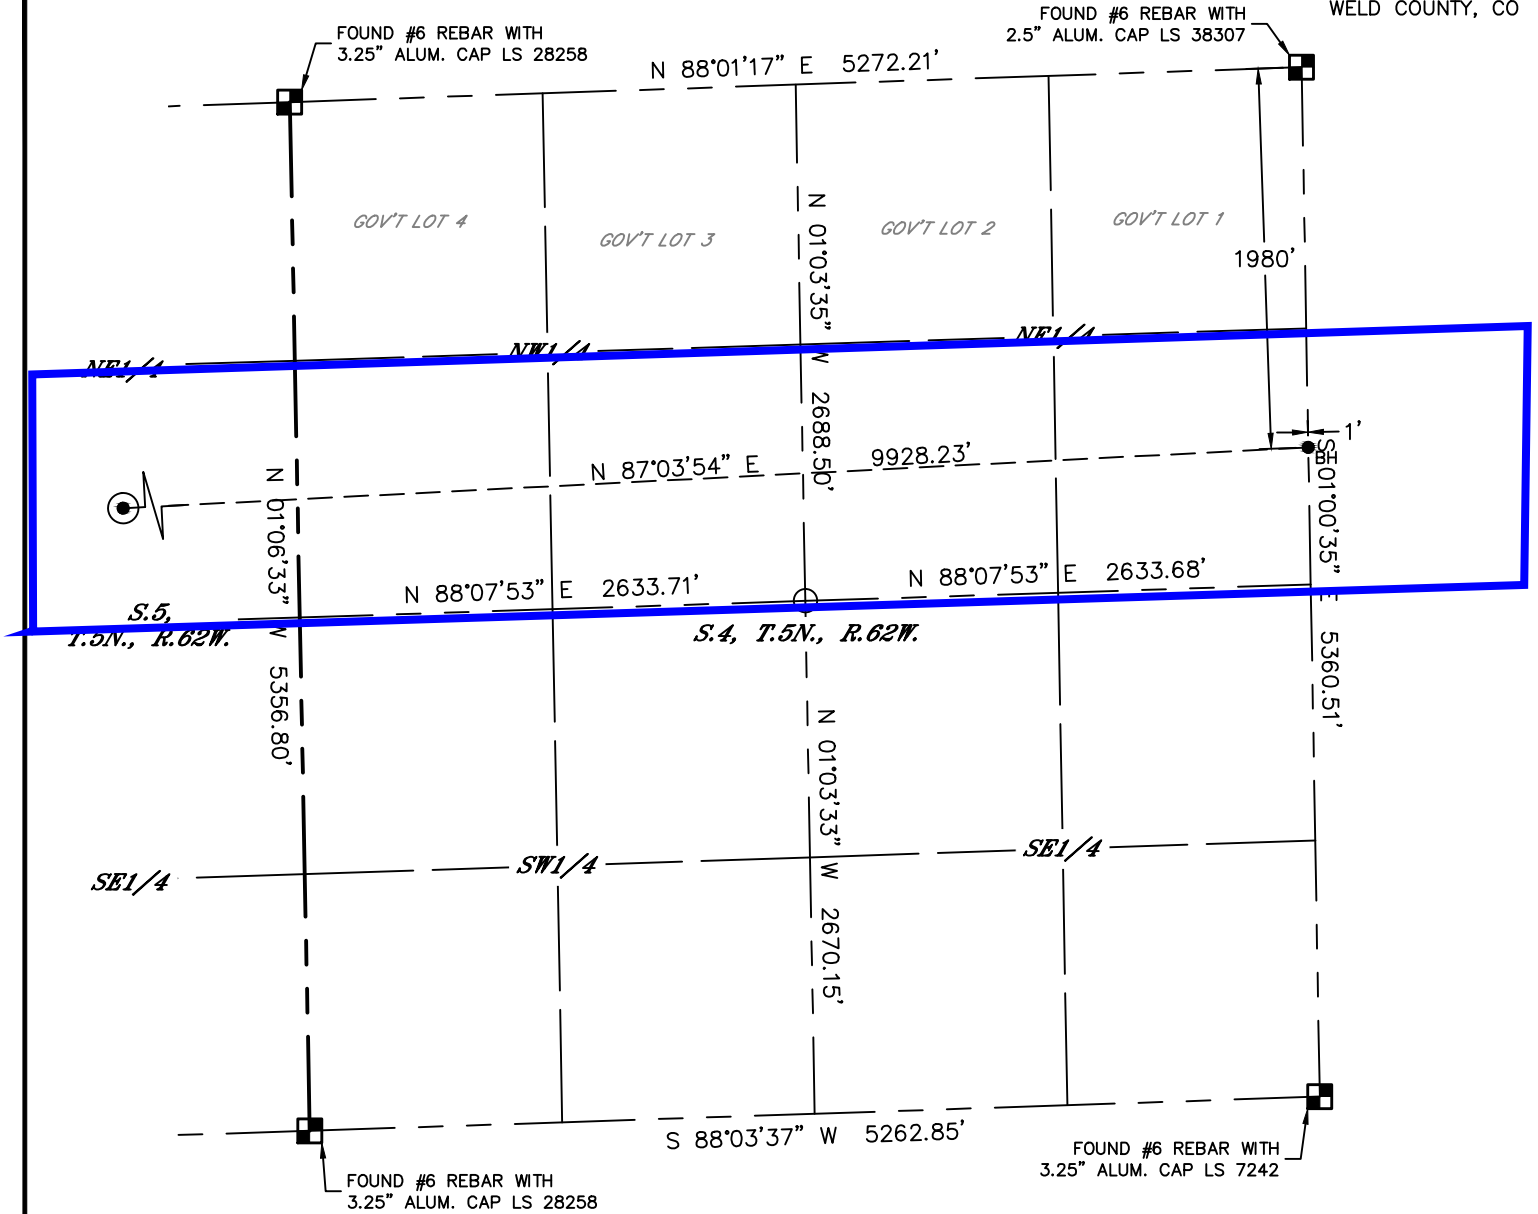 WELD COUNTY, CO
FOUND #6 REBAR WITH
2.5" ALUM. CAP LS 38307
FOUND #6 REBAR WITH
3.25" ALUM. CAP LS 28258
N 88°01'17" E 5272.21'
GOV'T LOT 4
GOV'T LOT 3
GOV'T LOT 2
GOV'T LOT 1
N 01°03'35" W 2688.50'
1980'
NE1/4
NW1/4
NE1/4
1'
BH
N 87°03'54" E 9928.23'
N 01°06'33" W 5356.80'
S 01°00'35" E 5360.51'
N 88°07'53" E 2633.71'
N 88°07'53" E 2633.68'
S.5,
T.5N., R.62W.
S.4, T.5N., R.62W.
N 01°03'33" W 2670.15'
SE1/4
SW1/4
SE1/4
S 88°03'37" W 5262.85'
FOUND #6 REBAR WITH
3.25" ALUM. CAP LS 7242
FOUND #6 REBAR WITH
3.25" ALUM. CAP LS 28258